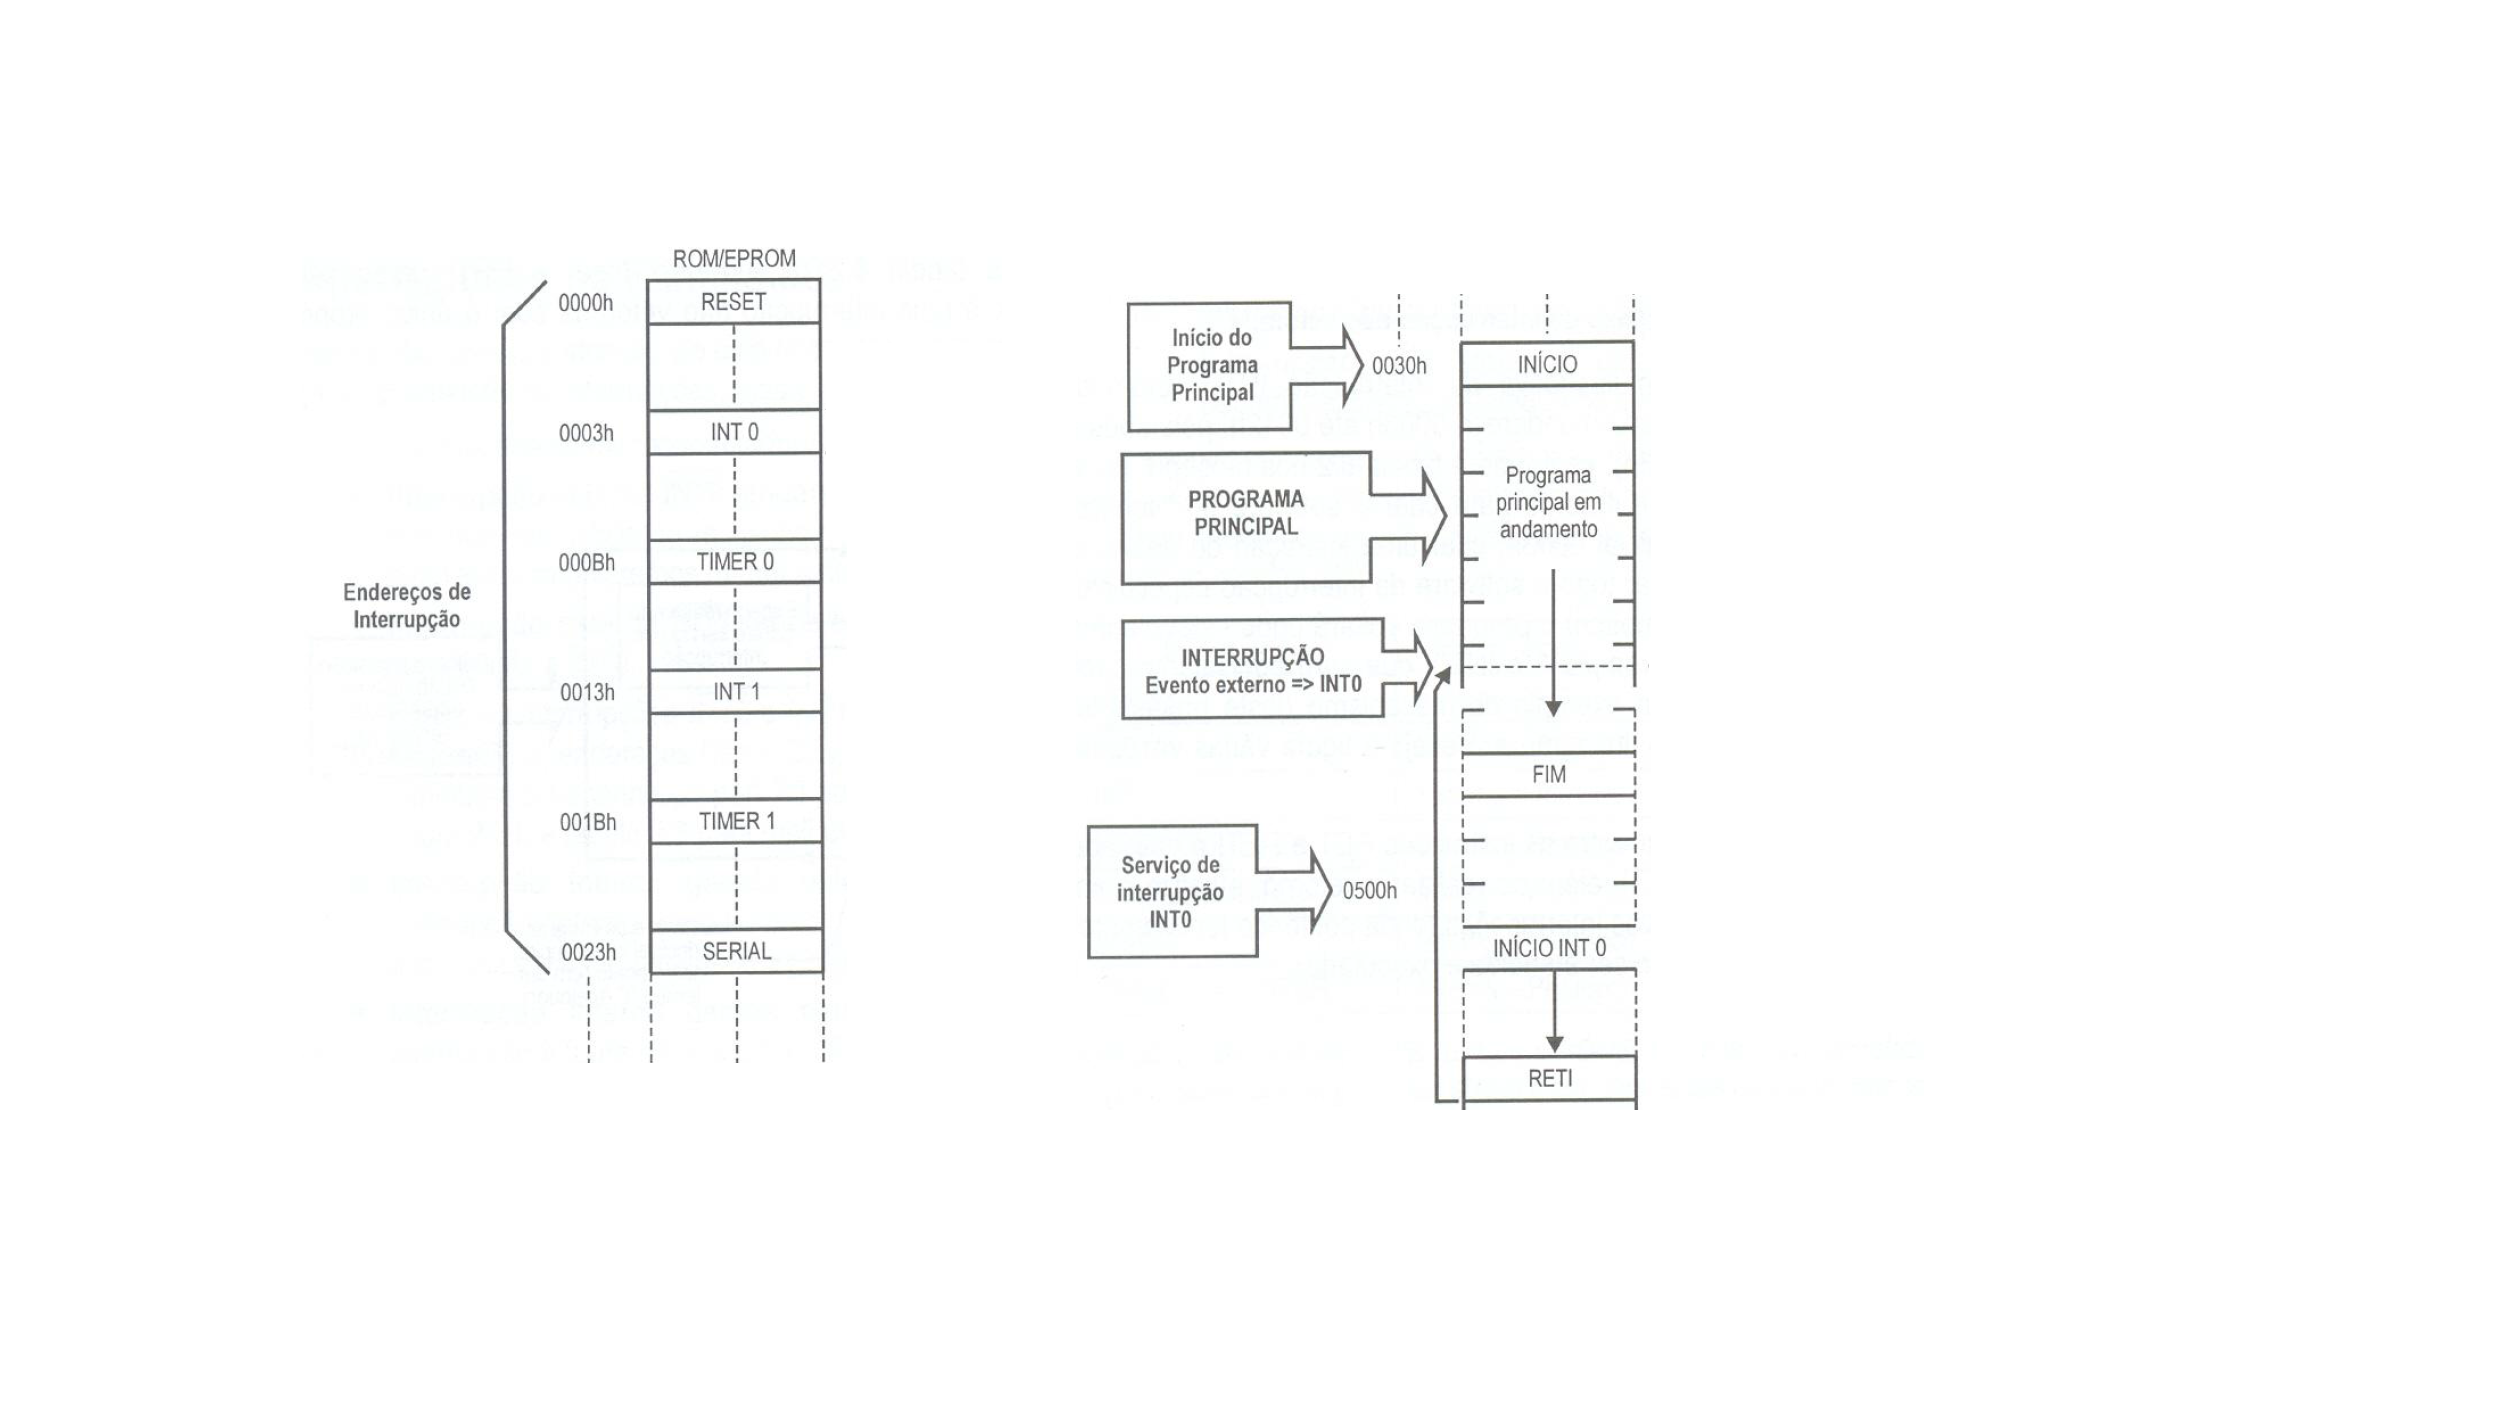 ROM/EPROM
0000h
RESET
0003h
INT 0
000Bh
TIMER 0
Endereços de
Interrupção
0013h
INT 1
001Bh
TIMER 1
0023h
SERIAL
Início do
Programa
Principal
0030h
INÍCIO
PROGRAMA
PRINCIPAL
Programa
principal em
andamento
INTERRUPÇÃO
Evento externo => INT0
FIM
Serviço de
interrupção
INT0
0500h
INÍCIO INT 0
RETI